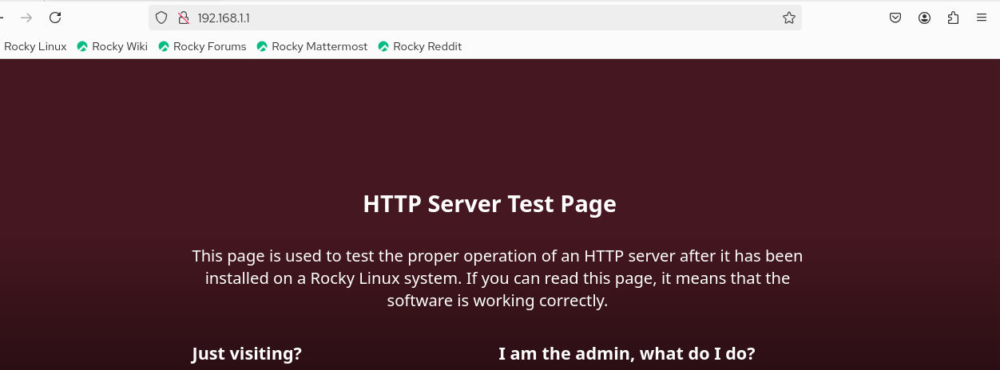 192.168.1.1
Rocky Linux Rocky Wiki Rocky Forums Rocky Mattermost Rocky Reddit
HTTP Server Test Page
This page is used to test the proper operation of an HTTP server after it has been
installed on a Rocky Linux system. If you can read this page, it means that the
software is working correctly.
Just visiting? I am the admin, what do I do?